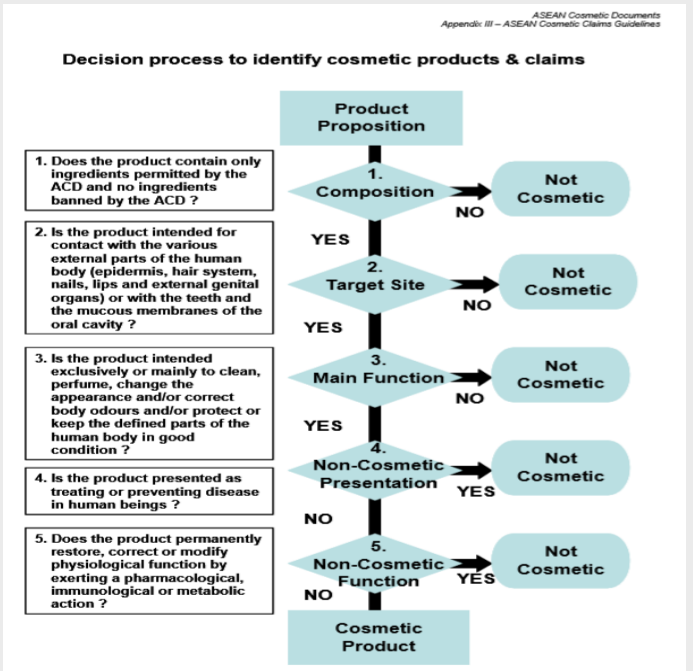 ASEAN Cosmetic Documents
Appendix III – ASEAN Cosmetic Claims Guidelines
Decision process to identify cosmetic products & claims
Product
Proposition
1. Does the product contain only
ingredients permitted by the
ACD and no ingredients
banned by the ACD ?
1.
Composition
Not
Cosmetic
NO
YES
2. Is the product intended for
contact with the various
external parts of the human
body (epidermis, hair system,
nails, lips and external genital
organs) or with the teeth and
the mucous membranes of the
oral cavity ?
2.
Target Site
Not
Cosmetic
NO
YES
3. Is the product intended
exclusively or mainly to clean,
perfume, change the
appearance and/or correct
body odours and/or protect or
keep the defined parts of the
human body in good
condition ?
3.
Main Function
Not
Cosmetic
NO
YES
4. Is the product presented as
treating or preventing disease
in human beings ?
4.
Non-Cosmetic
Presentation
Not
Cosmetic
YES
NO
5. Does the product permanently
restore, correct or modify
physiological function by
exerting a pharmacological,
immunological or metabolic
action ?
5.
Non-Cosmetic
Function
Not
Cosmetic
YES
NO
Cosmetic
Product